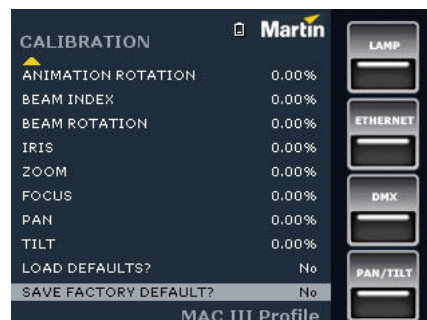 Martin
CALIBRATION
ANIMATION ROTATION 0.00%
BEAM INDEX 0.00%
BEAM ROTATION 0.00%
IRIS 0.00%
ZOOM 0.00%
FOCUS 0.00%
PAN 0.00%
TILT 0.00%
LOAD DEFAULTS? No
SAVE FACTORY DEFAULT? No
MAC III Profile
LAMP
ETHERNET
DMX
PAN/TILT